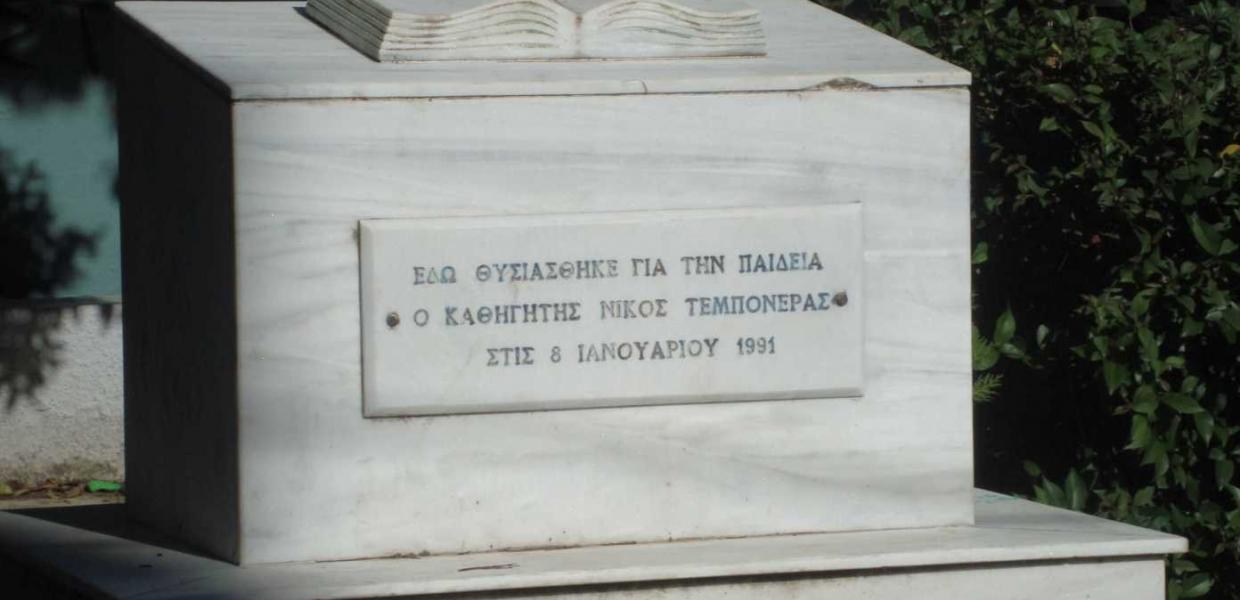 ΕΔΩ ΘΥΣΙΑΣΘΗΚΕ ΓΙΑ ΤΗΝ ΠΑΙΔΕΙΑ
Ο ΚΑΘΗΓΗΤΗΣ ΝΙΚΟΣ ΤΕΜΠΟΝΕΡΑΣ
ΣΤΙΣ 8 ΙΑΝΟΥΑΡΙΟΥ 1991